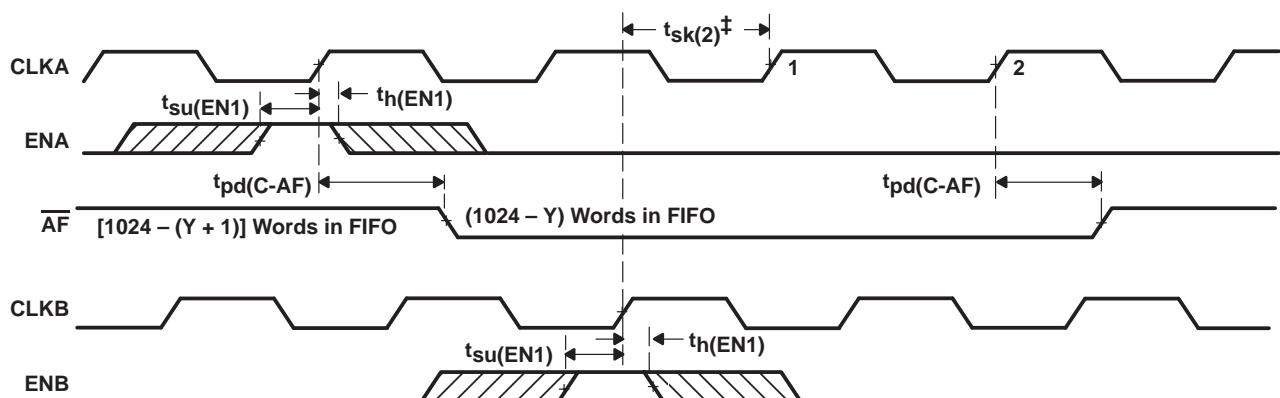 tsk(2)‡
CLKA
1
2
tsu(EN1)
th(EN1)
ENA
tpd(C-AF)
tpd(C-AF)
AF
[1024 – (Y + 1)] Words in FIFO
(1024 – Y) Words in FIFO
CLKB
tsu(EN1)
th(EN1)
ENB